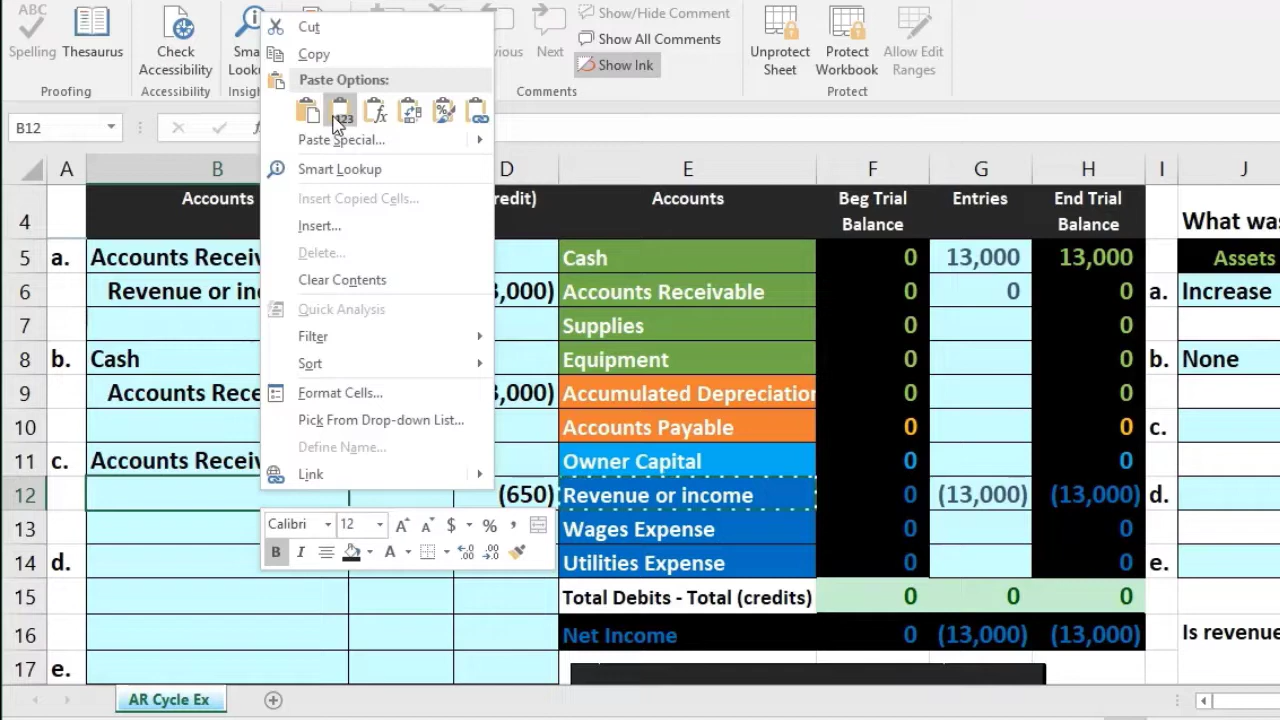 ABC
Spelling
Thesaurus
Check
Accessibility
Sma
Looku
vious
Next
Show/Hide Comment
Show All Comments
Show Ink
Unprotect
Sheet
Protect
Workbook
Allow Edit
Ranges
Proofing
Accessibility
Insigh
Comments
Protect
Cut
Copy
Paste Options:
123
fx
Paste Special...
Smart Lookup
Insert Copied Cells...
Insert...
Delete...
Clear Contents
Quick Analysis
Filter
Sort
Format Cells...
Pick From Drop-down List...
Define Name...
Link
Calibri 12 A A $ % ,
B I A
B12
A B D E F G H I J
4 Accounts redit) Accounts Beg Trial Balance Entries End Trial Balance What was
5 a. Accounts Receiv Cash 0 13,000 13,000 Assets
6 Revenue or inc 3,000) Accounts Receivable 0 0 0 a. Increase
7 Supplies 0 0
8 b. Cash Equipment 0 0 b. None
9 Accounts Rece 3,000) Accumulated Depreciation 0 0
10 Accounts Payable 0 0 c.
11 c. Accounts Receiv Owner Capital 0 0
12 (650) Revenue or income 0 (13,000) (13,000) d.
13 Wages Expense 0 0
14 d. Utilities Expense 0 0 e.
15 Total Debits - Total (credits) 0 0 0
16 Net Income 0 (13,000) (13,000) Is revenue
17 e.
AR Cycle Ex